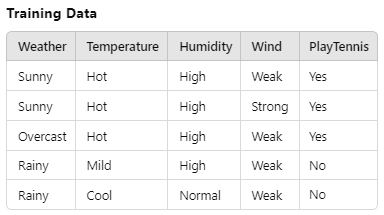 Training Data
Weather Temperature Humidity Wind PlayTennis
Sunny Hot High Weak Yes
Sunny Hot High Strong Yes
Overcast Hot High Weak Yes
Rainy Mild High Weak No
Rainy Cool Normal Weak No